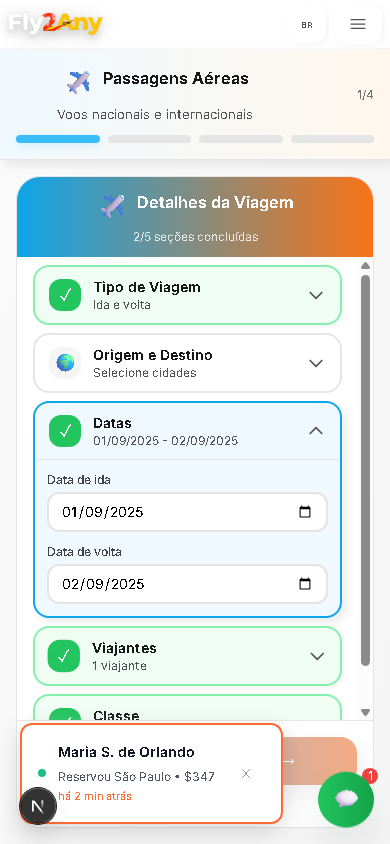 Fly2Any
BR
Passagens Aéreas
Voos nacionais e internacionais
1/4
Detalhes da Viagem
2/5 seções concluídas
Tipo de Viagem
Ida e volta
Origem e Destino
Selecione cidades
Datas
01/09/2025 - 02/09/2025
Data de ida
01/09/2025
Data de volta
02/09/2025
Viajantes
1 viajante
Classe
Maria S. de Orlando
Reservou São Paulo • $347
há 2 min atrás
N
→
1